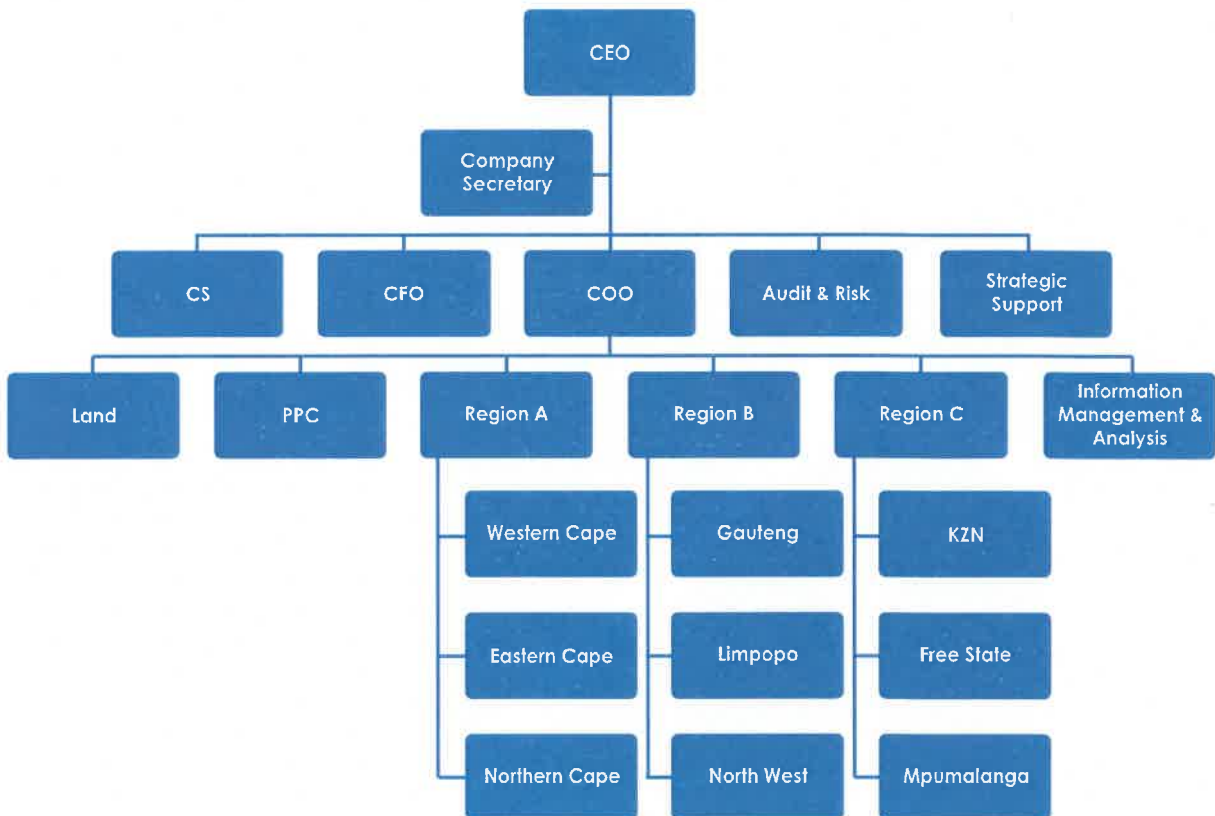 CEO
Company
Secretary
CS
CFO
COO
Audit & Risk
Strategic
Support
Land
PPC
Region A
Region B
Region C
Information
Management &
Analysis
Western Cape
Gauteng
KZN
Eastern Cape
Limpopo
Free State
Northern Cape
North West
Mpumalanga